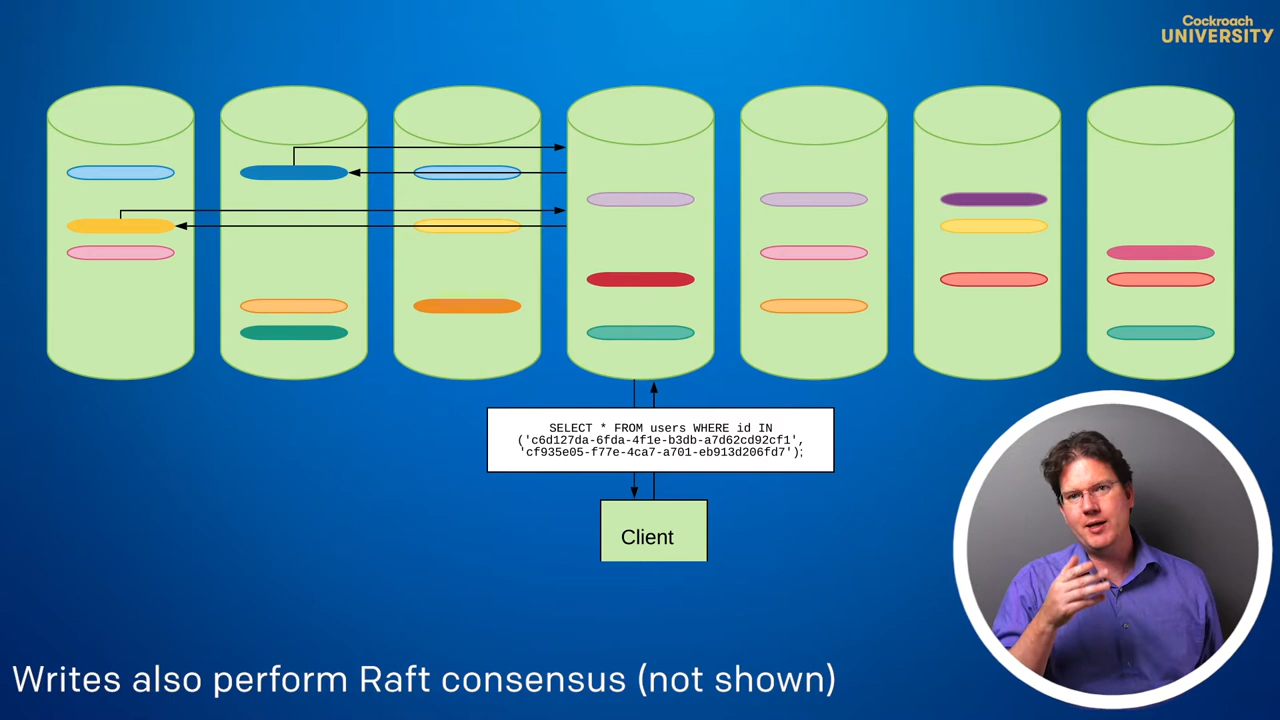 Cockroach
UNIVERSITY
SELECT * FROM users WHERE id IN
('c6d127da-6fda-4f1e-b3db-a7d62cd92cf1',
'cf935e05-f77e-4ca7-a701-eb913d206fd7');
Client
Writes also perform Raft consensus (not shown)